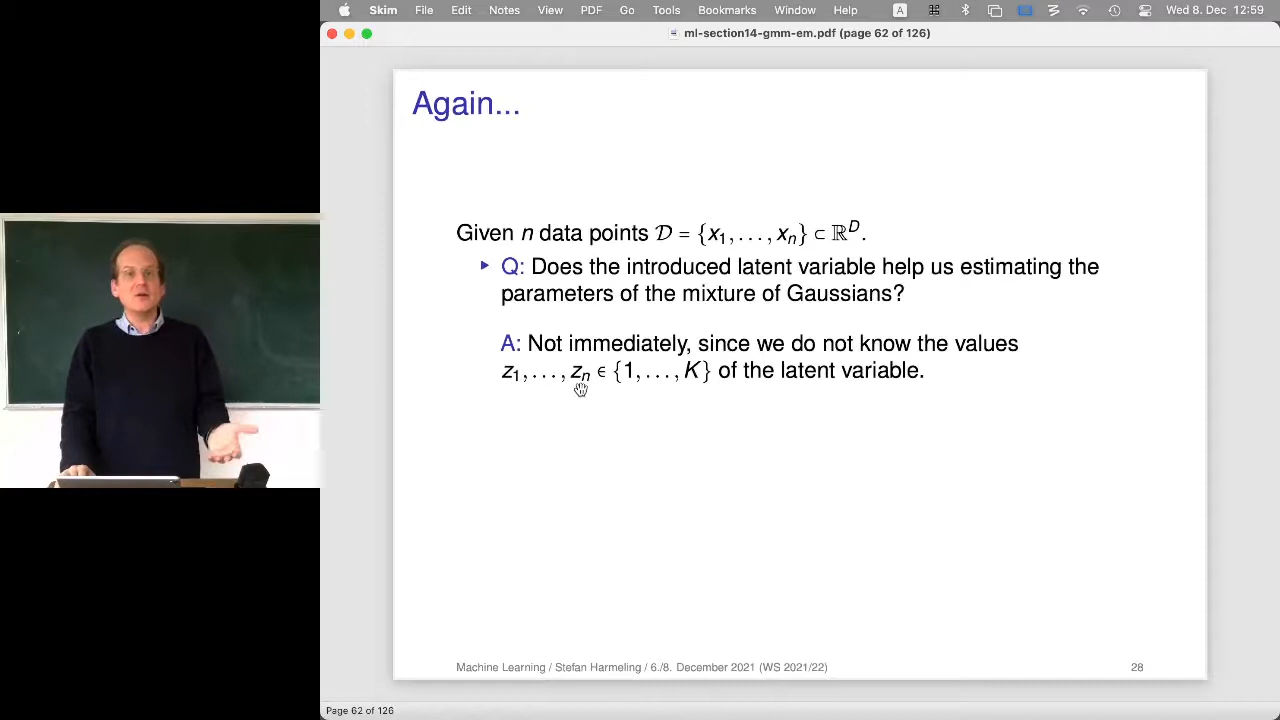 Skim File Edit Notes View PDF Go Tools Bookmarks Window Help A Wed 8. Dec 12:59
ml-section14-gmm-em.pdf (page 62 of 126)
Again...
Given n data points 𝒟 = {x₁, . . . , xₙ} ⊂ ℝᴰ.
▸ Q: Does the introduced latent variable help us estimating the
parameters of the mixture of Gaussians?
A: Not immediately, since we do not know the values
z₁, . . . , zₙ ∈ {1, . . . , K} of the latent variable.
Machine Learning / Stefan Harmeling / 6./8. December 2021 (WS 2021/22) 28
Page 62 of 126